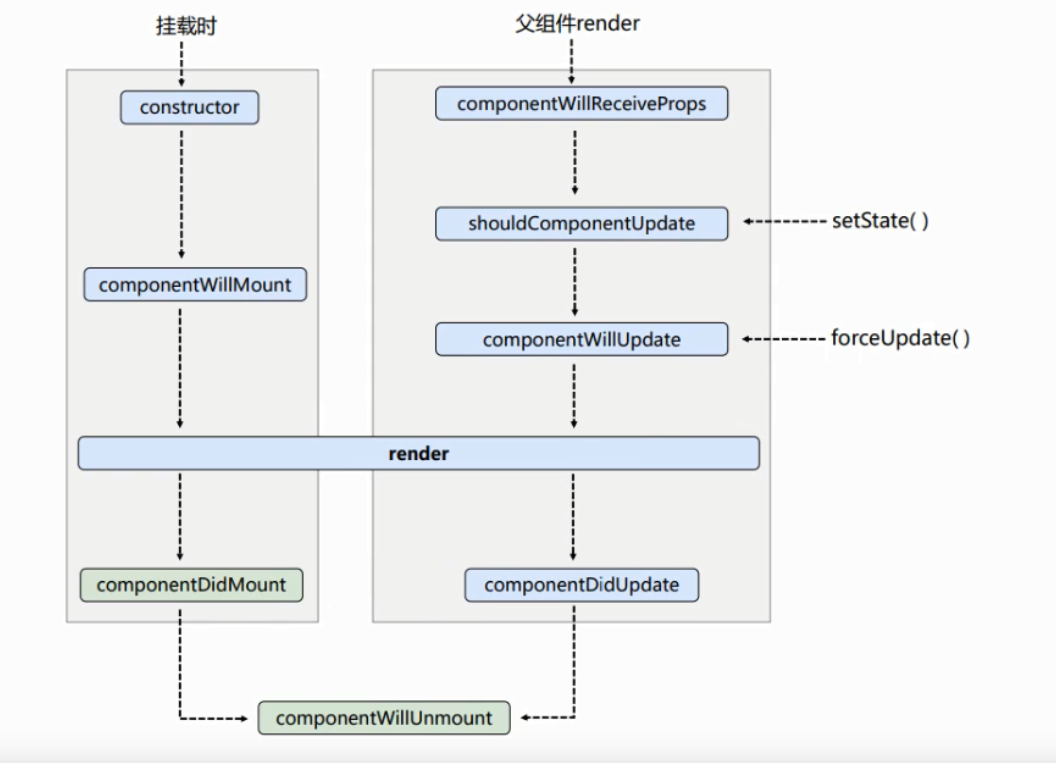 挂载时
父组件render
constructor
componentWillReceiveProps
shouldComponentUpdate
setState( )
componentWillMount
componentWillUpdate
forceUpdate( )
render
componentDidMount
componentDidUpdate
componentWillUnmount